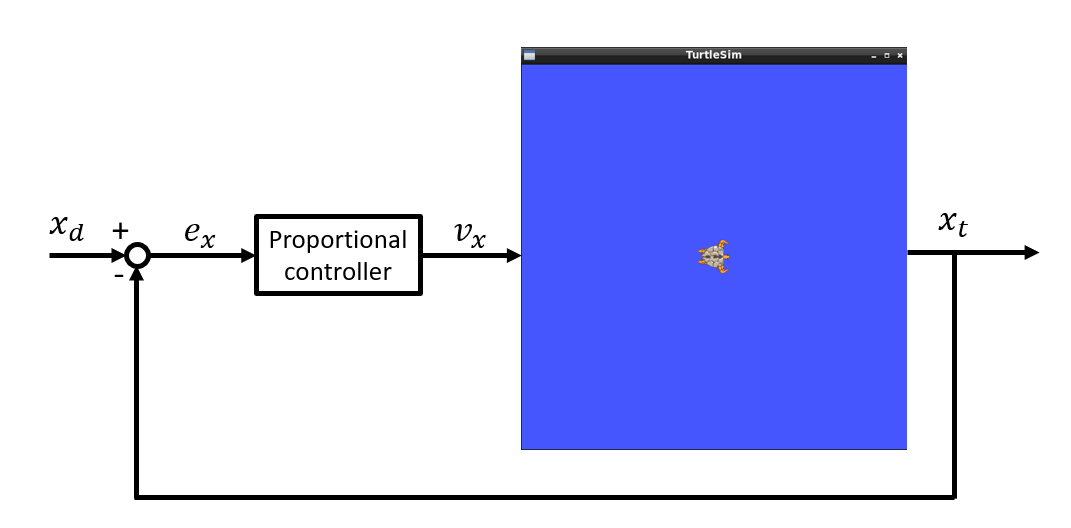 TurtleSim
x_d
+
-
e_x
Proportional
controller
v_x
x_t